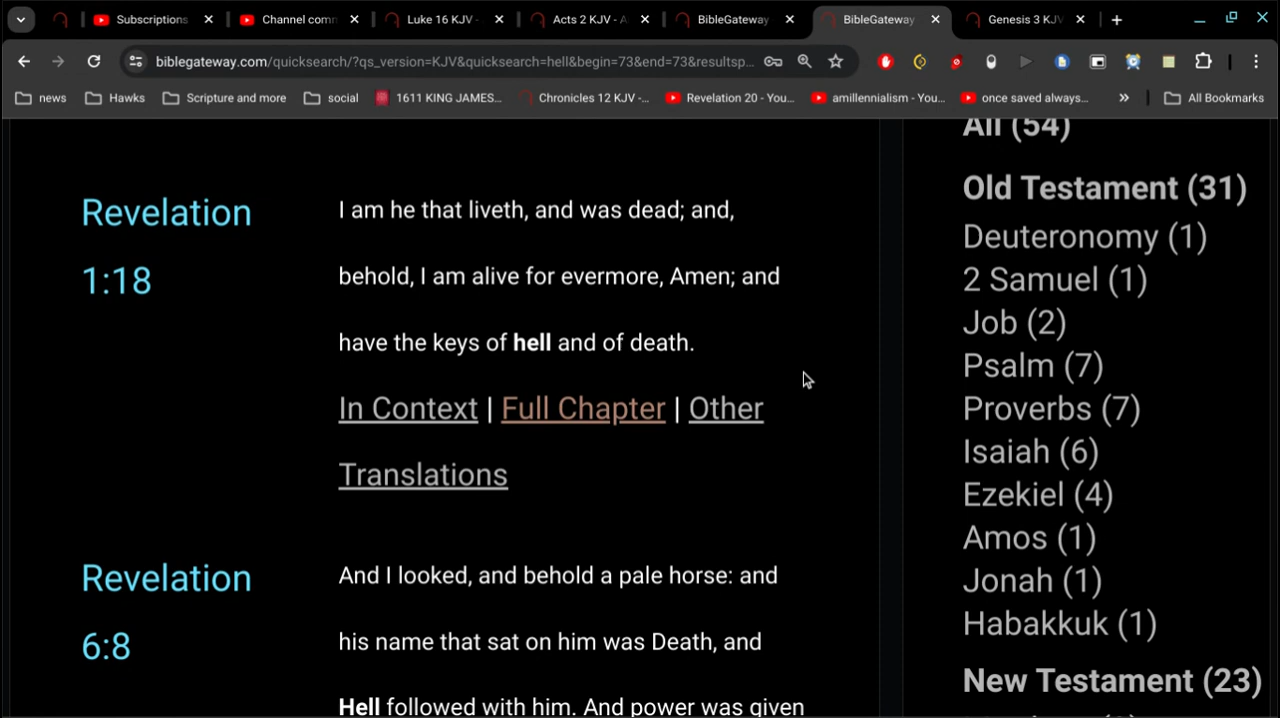 Subscriptions
Channel comm
Luke 16 KJV -
Acts 2 KJV - A
BibleGateway
BibleGateway
Genesis 3 KJV
biblegateway.com/quicksearch/?qs_version=KJV&quicksearch=hell&begin=73&end=73&resultsp...
news
Hawks
Scripture and more
social
1611 KING JAMES...
Chronicles 12 KJV -...
Revelation 20 - You...
amillennialism - You...
once saved always...
»
All Bookmarks
Revelation
1:18
I am he that liveth, and was dead; and,
behold, I am alive for evermore, Amen; and
have the keys of hell and of death.
In Context | Full Chapter | Other
Translations
Revelation
6:8
And I looked, and behold a pale horse: and
his name that sat on him was Death, and
Hell followed with him. And power was given
All (54)
Old Testament (31)
Deuteronomy (1)
2 Samuel (1)
Job (2)
Psalm (7)
Proverbs (7)
Isaiah (6)
Ezekiel (4)
Amos (1)
Jonah (1)
Habakkuk (1)
New Testament (23)